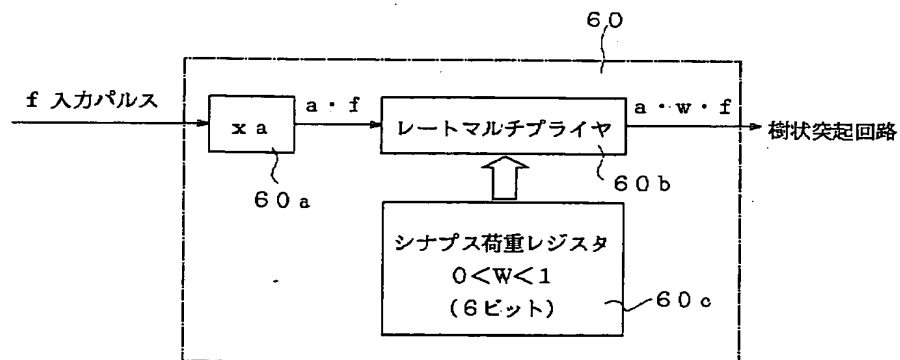 ６０
f 入力パルス
x a
a・f
レートマルチプライヤ
a・w・f
樹状突起回路
６０a
６０b
シナプス荷重レジスタ
０＜W＜１
(６ビット)
６０c